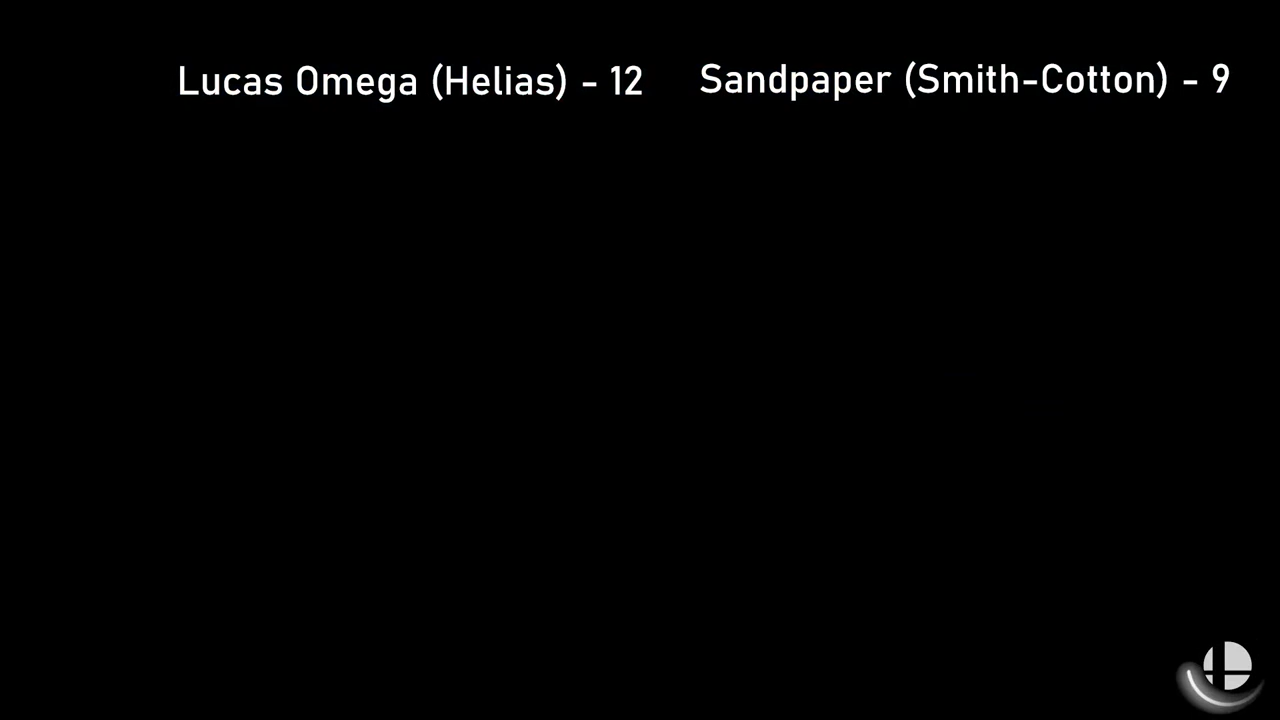 Lucas Omega (Helias) - 12
Sandpaper (Smith-Cotton) - 9